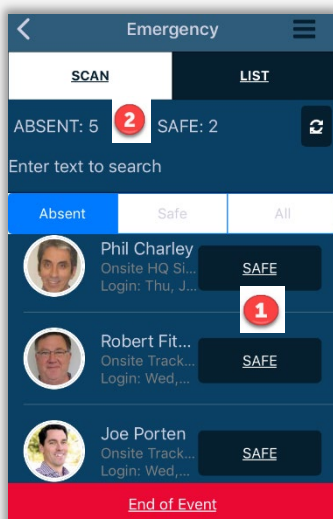 Emergency
SCAN LIST
ABSENT: 5 2 SAFE: 2
Enter text to search
Absent Safe All
Phil Charley
Onsite HQ Si... SAFE
Login: Thu, J...
1
Robert Fit...
Onsite Track... SAFE
Login: Wed,...
Joe Porten
Onsite Track... SAFE
Login: Wed,...
End of Event